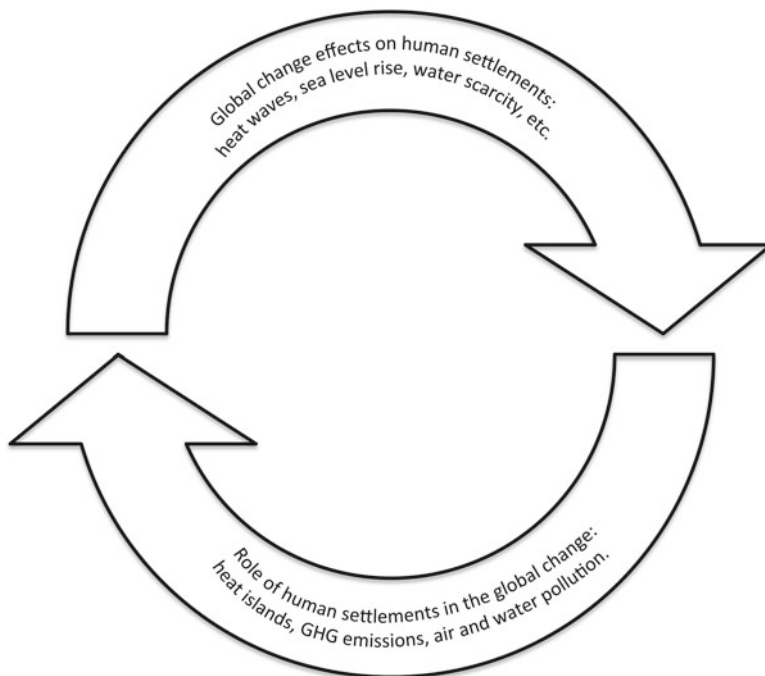 Global change effects on human settlements:
heat waves, sea level rise, water scarcity, etc.
Role of human settlements in the global change:
heat islands, GHG emissions, air and water pollution.